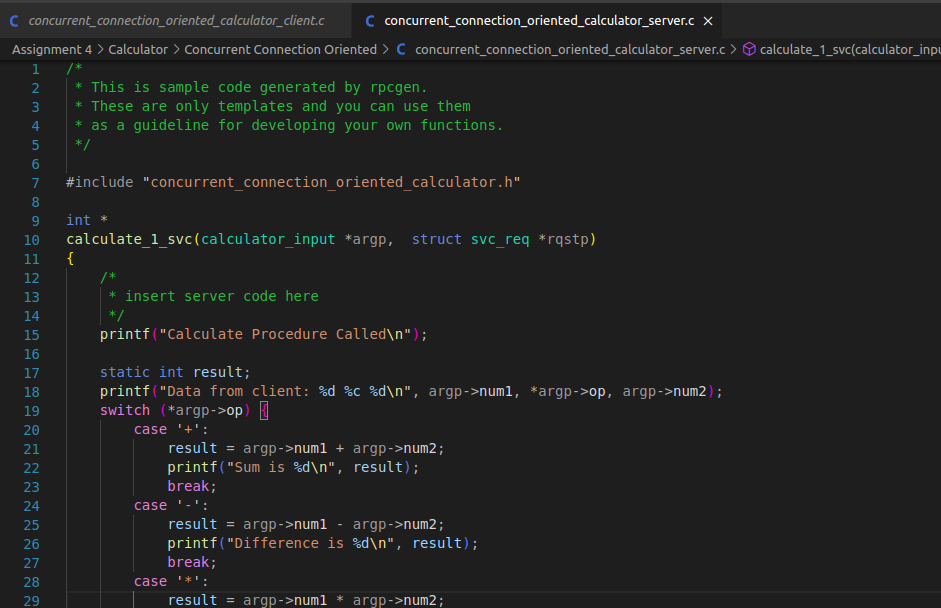 C concurrent_connection_oriented_calculator_client.c C concurrent_connection_oriented_calculator_server.c ×
Assignment 4 > Calculator > Concurrent Connection Oriented > C concurrent_connection_oriented_calculator_server.c > calculate_1_svc(calculator_inpu
1 /*
2  * This is sample code generated by rpcgen.
3  * These are only templates and you can use them
4  * as a guideline for developing your own functions.
5  */
6
7 #include "concurrent_connection_oriented_calculator.h"
8
9 int *
10 calculate_1_svc(calculator_input *argp,  struct svc_req *rqstp)
11 {
12     /*
13      * insert server code here
14      */
15     printf("Calculate Procedure Called\n");
16
17     static int result;
18     printf("Data from client: %d %c %d\n", argp->num1, *argp->op, argp->num2);
19     switch (*argp->op) {
20         case '+':
21             result = argp->num1 + argp->num2;
22             printf("Sum is %d\n", result);
23             break;
24         case '-':
25             result = argp->num1 - argp->num2;
26             printf("Difference is %d\n", result);
27             break;
28         case '*':
29             result = argp->num1 * argp->num2;